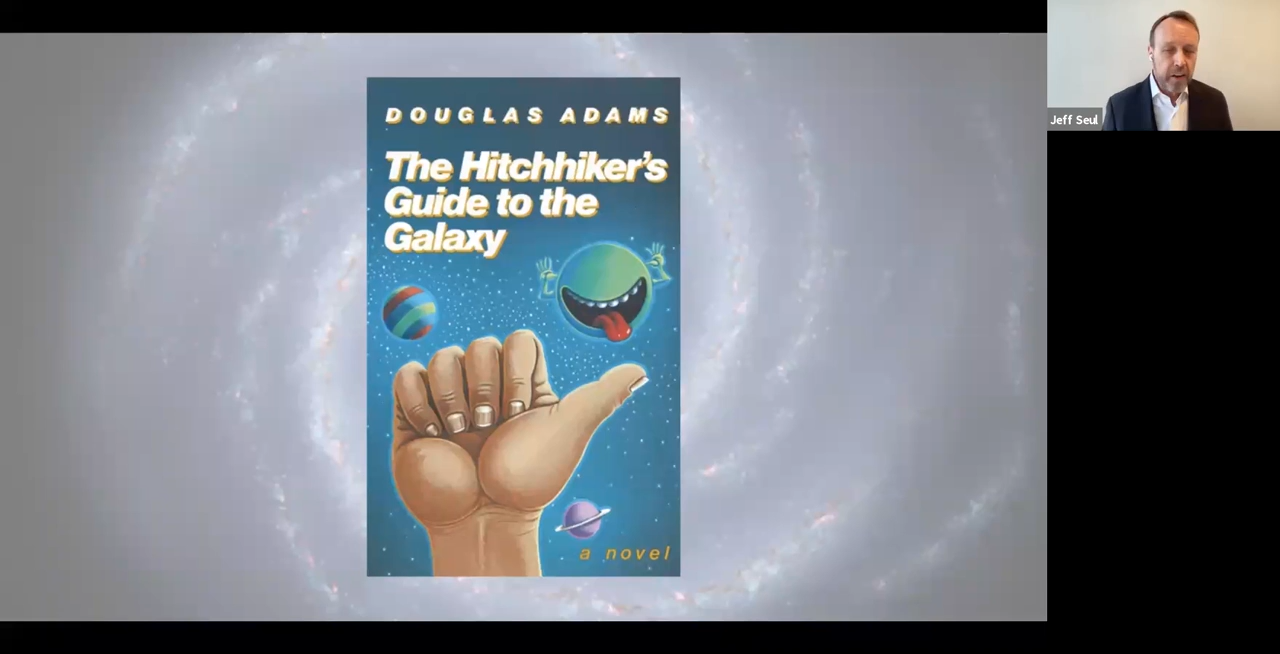 DOUGLAS ADAMS
The Hitchhiker's
Guide to the
Galaxy
a novel
Jeff Seul